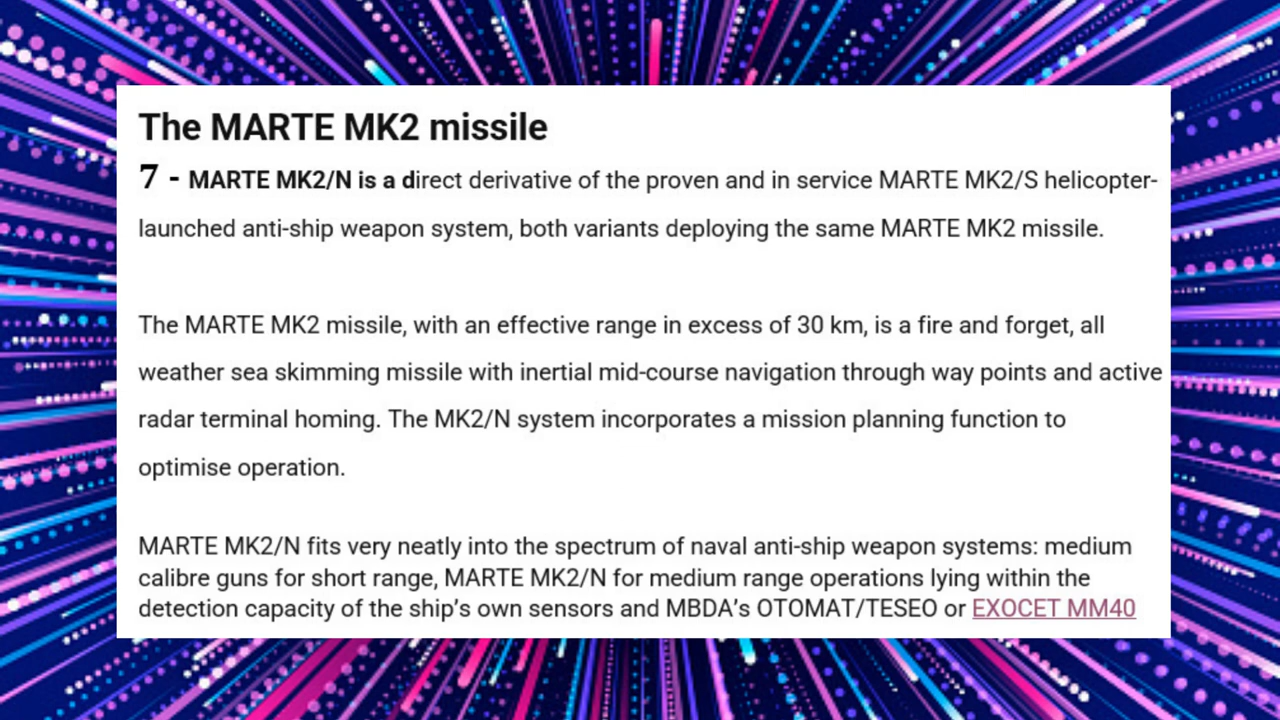 The MARTE MK2 missile
7 - MARTE MK2/N is a direct derivative of the proven and in service MARTE MK2/S helicopter-
launched anti-ship weapon system, both variants deploying the same MARTE MK2 missile.
The MARTE MK2 missile, with an effective range in excess of 30 km, is a fire and forget, all
weather sea skimming missile with inertial mid-course navigation through way points and active
radar terminal homing. The MK2/N system incorporates a mission planning function to
optimise operation.
MARTE MK2/N fits very neatly into the spectrum of naval anti-ship weapon systems: medium
calibre guns for short range, MARTE MK2/N for medium range operations lying within the
detection capacity of the ship’s own sensors and MBDA’s OTOMAT/TESEO or EXOCET MM40